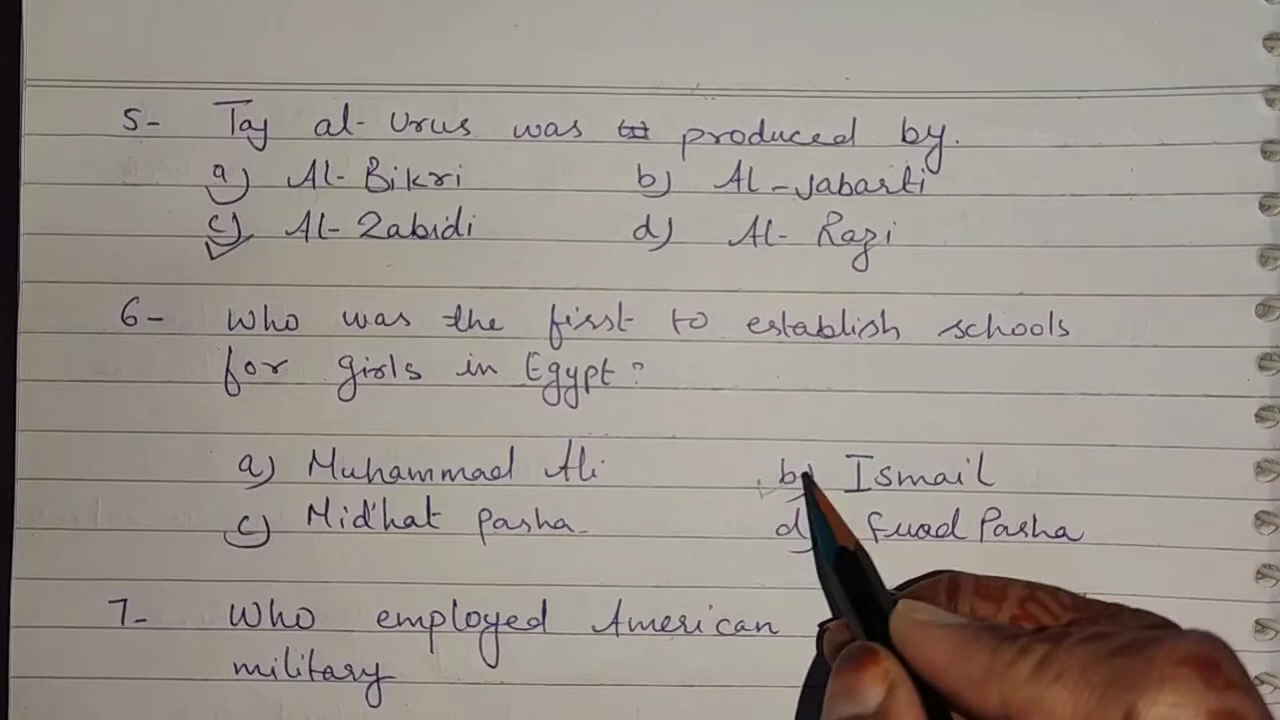 5- Taj al-Urus was produced by.
a) Al-Bikri b) Al-Jabarti
c) Al-Zabidi d) Al-Razi
6- Who was the first to establish schools
for girls in Egypt?
a) Muhammad Ali b) Ismail
c) Midhat Pasha d) Fuad Pasha
7- Who employed American
military